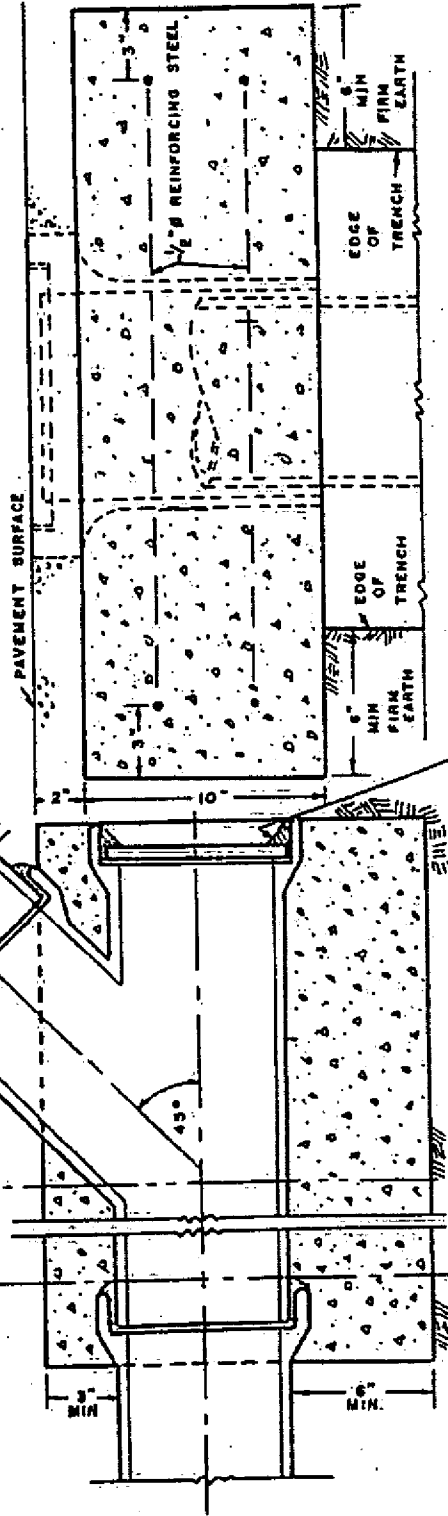 PAVEMENT SURFACE
2"
10"
3"
3"
1/2" Ø REINFORCING STEEL
6"
MIN
FIRM
EARTH
EDGE
OF
TRENCH
EDGE
OF
TRENCH
6"
MIN
FIRM
EARTH
45°
3"
MIN
6"
MIN.